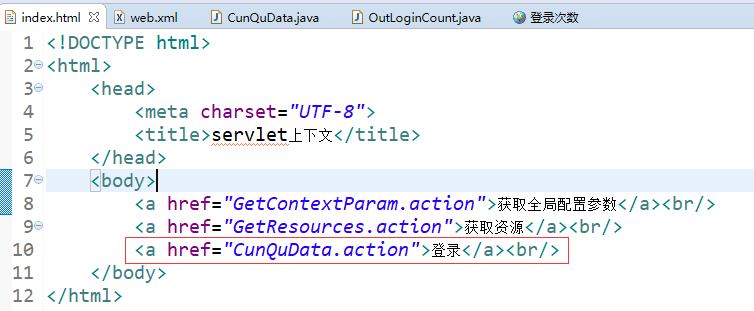 index.html web.xml CunQuData.java OutLoginCount.java 登录次数
1 <!DOCTYPE html>
2 <html>
3 <head>
4 <meta charset="UTF-8">
5 <title>servlet上下文</title>
6 </head>
7 <body>
8 <a href="GetContextParam.action">获取全局配置参数</a><br/>
9 <a href="GetResources.action">获取资源</a><br/>
10 <a href="CunQuData.action">登录</a><br/>
11 </body>
12 </html>